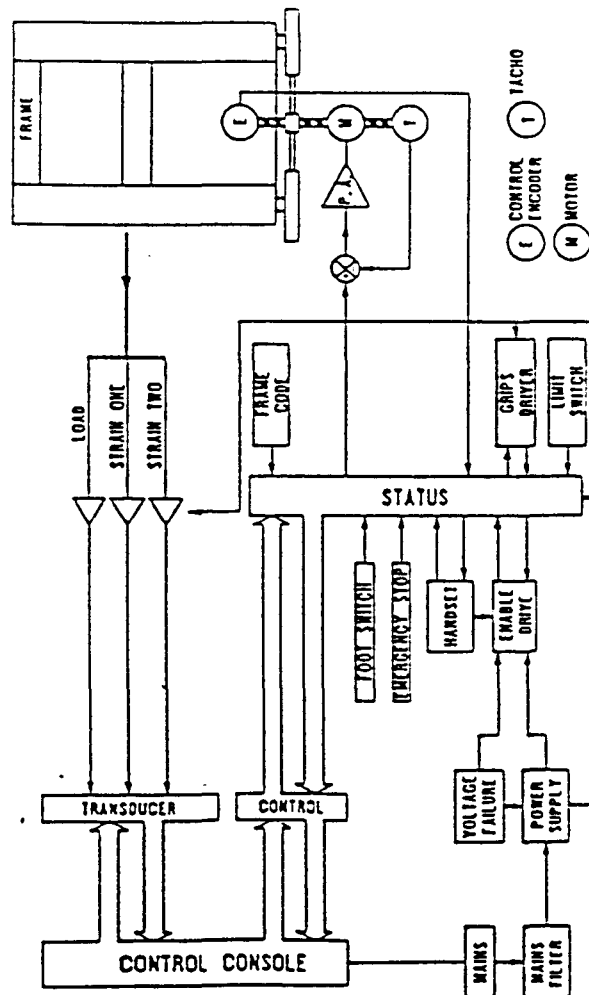 FRAME
E
M
T
P.A.
E CONTROL
ENCODER
T TACHO
M MOTOR
LOAD
STRAIN ONE
STRAIN TWO
FRAME
CODE
GRIPS
DRIVER
LIMIT
SWITCH
STATUS
FOOT SWITCH
EMERGENCY STOP
HANDSET
ENABLE
DRIVE
TRANSDUCER
CONTROL
VOLTAGE
FAILURE
POWER
SUPPLY
CONTROL CONSOLE
MAINS
MAINS
FILTER